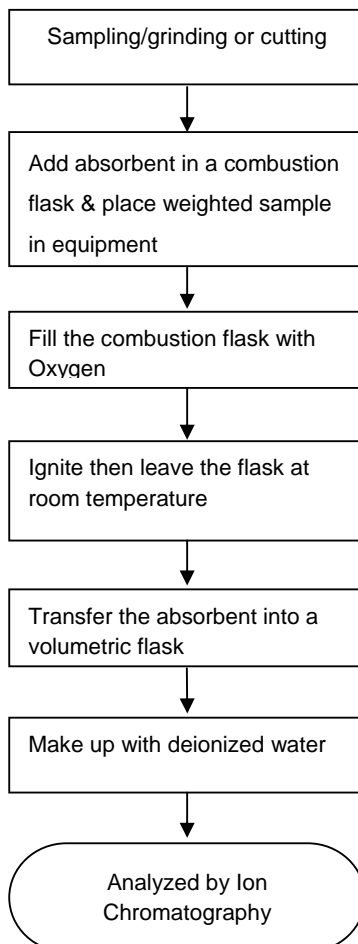 Sampling/grinding or cutting
Add absorbent in a combustion
flask & place weighted sample
in equipment
Fill the combustion flask with
Oxygen
Ignite then leave the flask at
room temperature
Transfer the absorbent into a
volumetric flask
Make up with deionized water
Analyzed by Ion
Chromatography